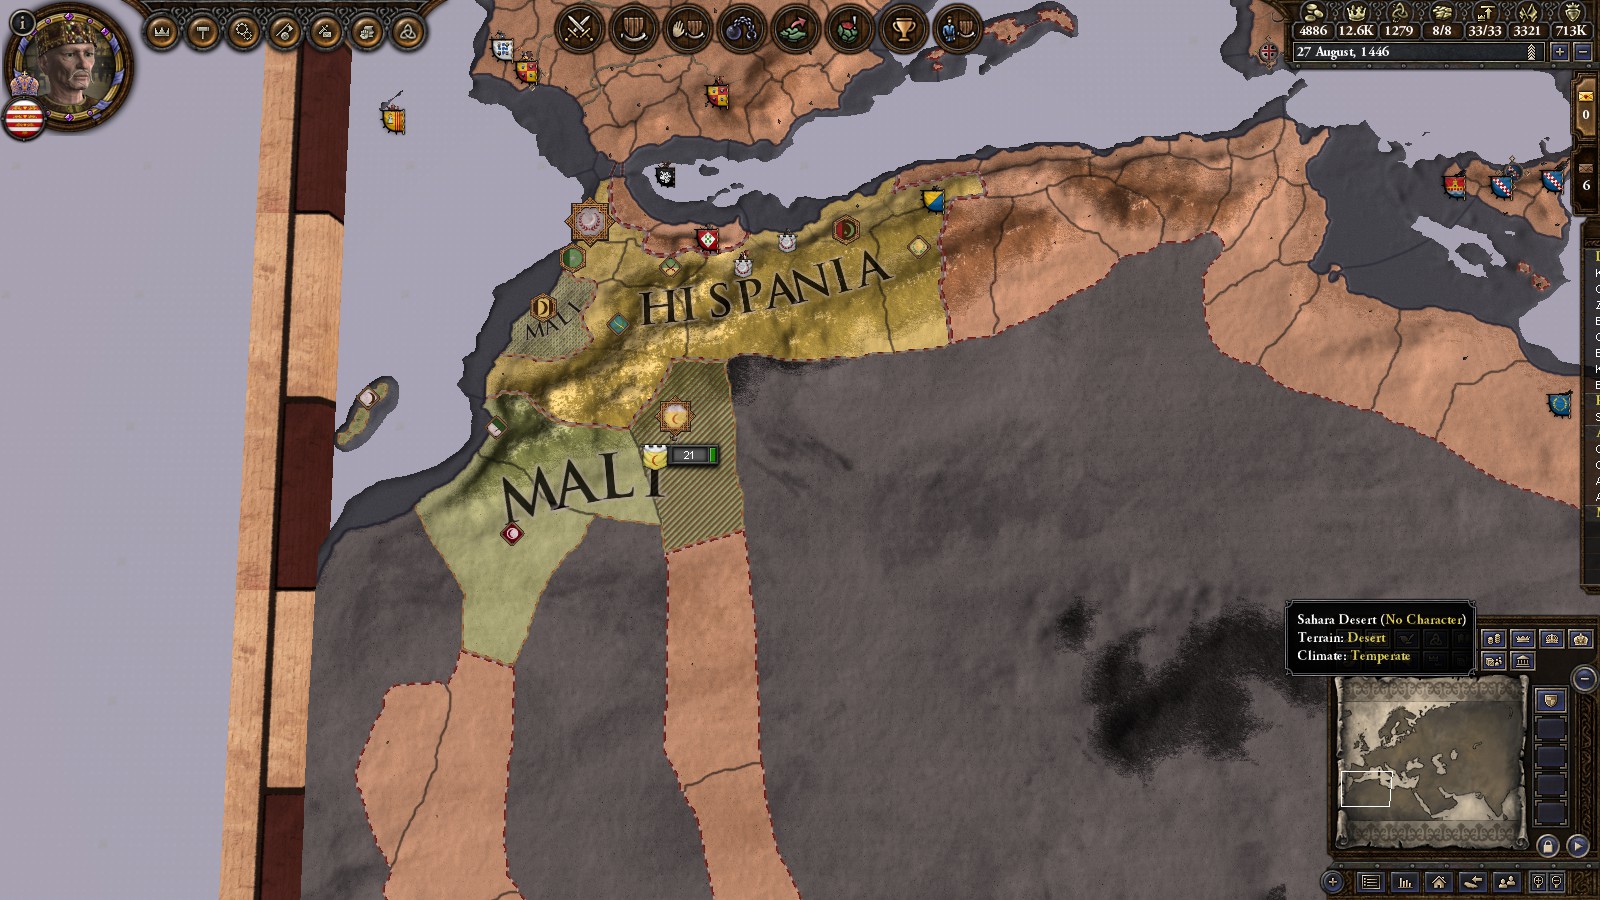 4886 12.6K 1279 8/8 33/33 3321 713K
27 August, 1446
0
6
HISPANIA
MALI
MALI
21
Sahara Desert (No Character)
Terrain: Desert
Climate: Temperate